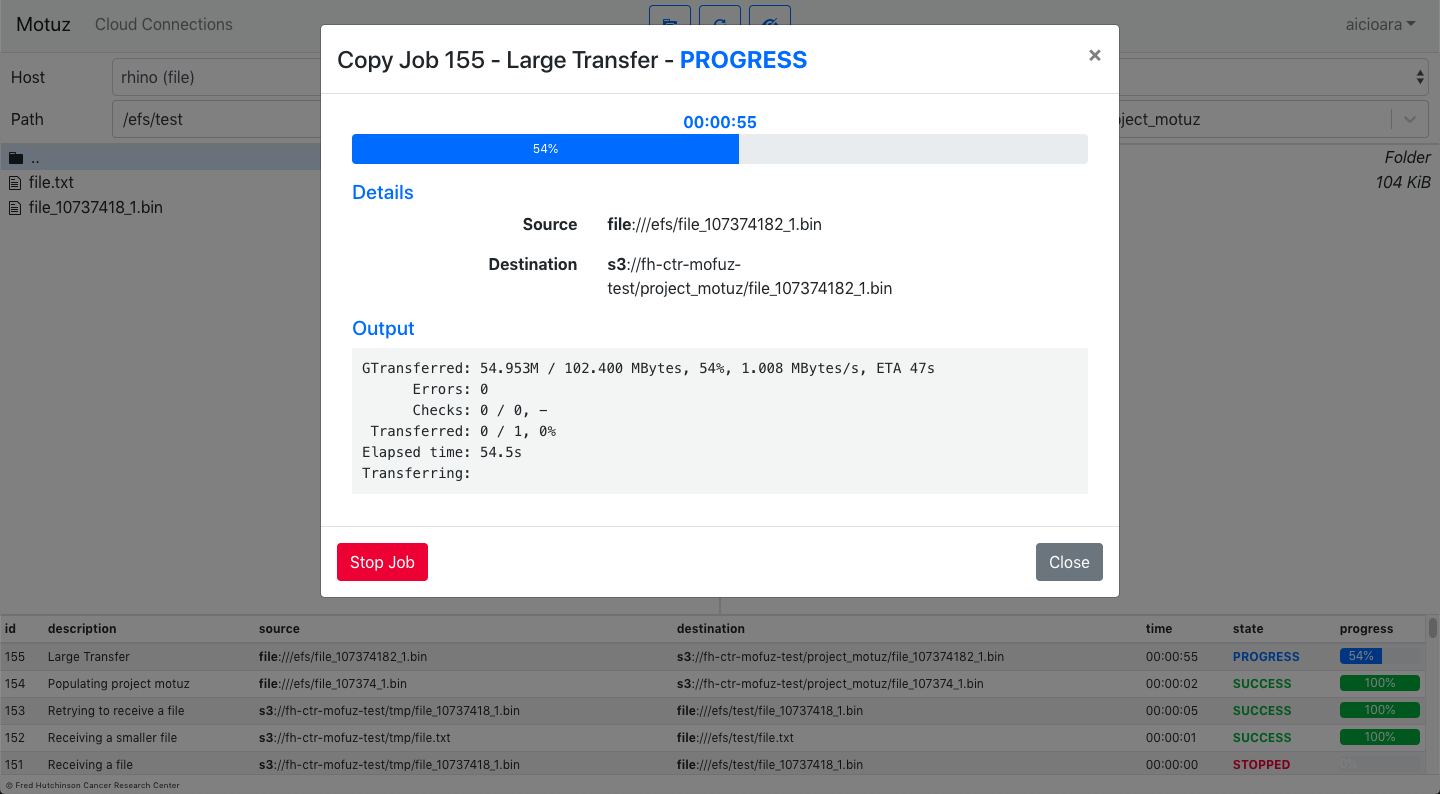 Motuz Cloud Connections aicioara
Copy Job 155 - Large Transfer - PROGRESS ×
Host rhino (file)
Path /efs/test project_motuz
00:00:55
54%
.. Folder
file.txt 104 KiB
file_10737418_1.bin
Details
Source file:///efs/file_107374182_1.bin
Destination s3://fh-ctr-mofuz-
test/project_motuz/file_107374182_1.bin
Output
GTransferred: 54.953M / 102.400 MBytes, 54%, 1.008 MBytes/s, ETA 47s
Errors: 0
Checks: 0 / 0, -
Transferred: 0 / 1, 0%
Elapsed time: 54.5s
Transferring:
Stop Job Close
id description source destination time state progress
155 Large Transfer file:///efs/file_107374182_1.bin s3://fh-ctr-mofuz-test/project_motuz/file_107374182_1.bin 00:00:55 PROGRESS 54%
154 Populating project motuz file:///efs/file_107374_1.bin s3://fh-ctr-mofuz-test/project_motuz/file_107374_1.bin 00:00:02 SUCCESS 100%
153 Retrying to receive a file s3://fh-ctr-mofuz-test/tmp/file_10737418_1.bin file:///efs/test/file_10737418_1.bin 00:00:05 SUCCESS 100%
152 Receiving a smaller file s3://fh-ctr-mofuz-test/tmp/file.txt file:///efs/test/file.txt 00:00:01 SUCCESS 100%
151 Receiving a file s3://fh-ctr-mofuz-test/tmp/file_10737418_1.bin file:///efs/test/file_10737418_1.bin 00:00:00 STOPPED 0%
© Fred Hutchinson Cancer Research Center